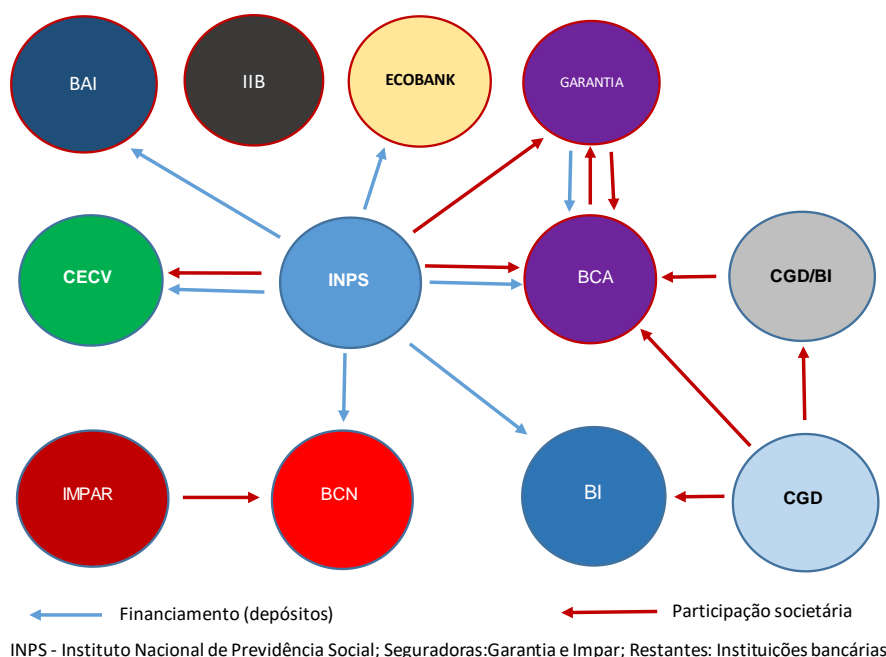 BAI
IIB
ECOBANK
GARANTIA
CECV
INPS
BCA
CGD/BI
IMPAR
BCN
BI
CGD
Financiamento (depósitos)
Participação societária
INPS - Instituto Nacional de Previdência Social; Seguradoras:Garantia e Impar; Restantes: Instituições bancárias